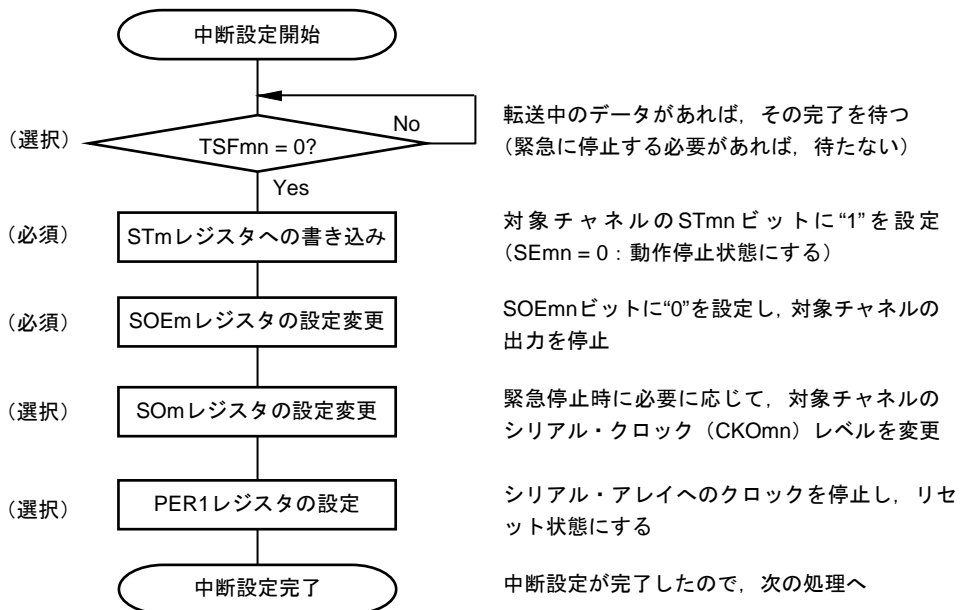 中断設定開始
(選択)
TSFmn = 0?
No
Yes
転送中のデータがあれば,その完了を待つ
(緊急に停止する必要があれば,待たない)
(必須)
STmレジスタへの書き込み
対象チャネルのSTmnビットに“1”を設定
(SEmn = 0:動作停止状態にする)
(必須)
SOEmレジスタの設定変更
SOEmnビットに“0”を設定し,対象チャネルの
出力を停止
(選択)
SOmレジスタの設定変更
緊急停止時に必要に応じて,対象チャネルの
シリアル・クロック(CKOmn)レベルを変更
(選択)
PER1レジスタの設定
シリアル・アレイへのクロックを停止し,リセ
ット状態にする
中断設定完了
中断設定が完了したので,次の処理へ